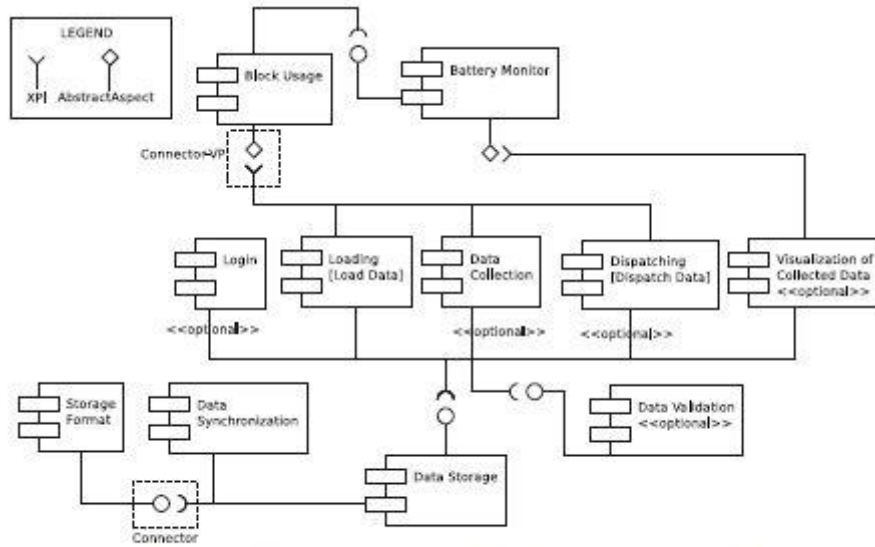 LEGEND
XPI AbstractAspect
Block Usage
Battery Monitor
Connector-VP
Login
Loading
[Load Data]
Data
Collection
Dispatching
[Dispatch Data]
Visualization of
Collected Data
<<optional>>
<<optional>>
<<optional>>
<<optional>>
Storage
Format
Data
Synchronization
Data Validation
<<optional>>
Data Storage
Connector